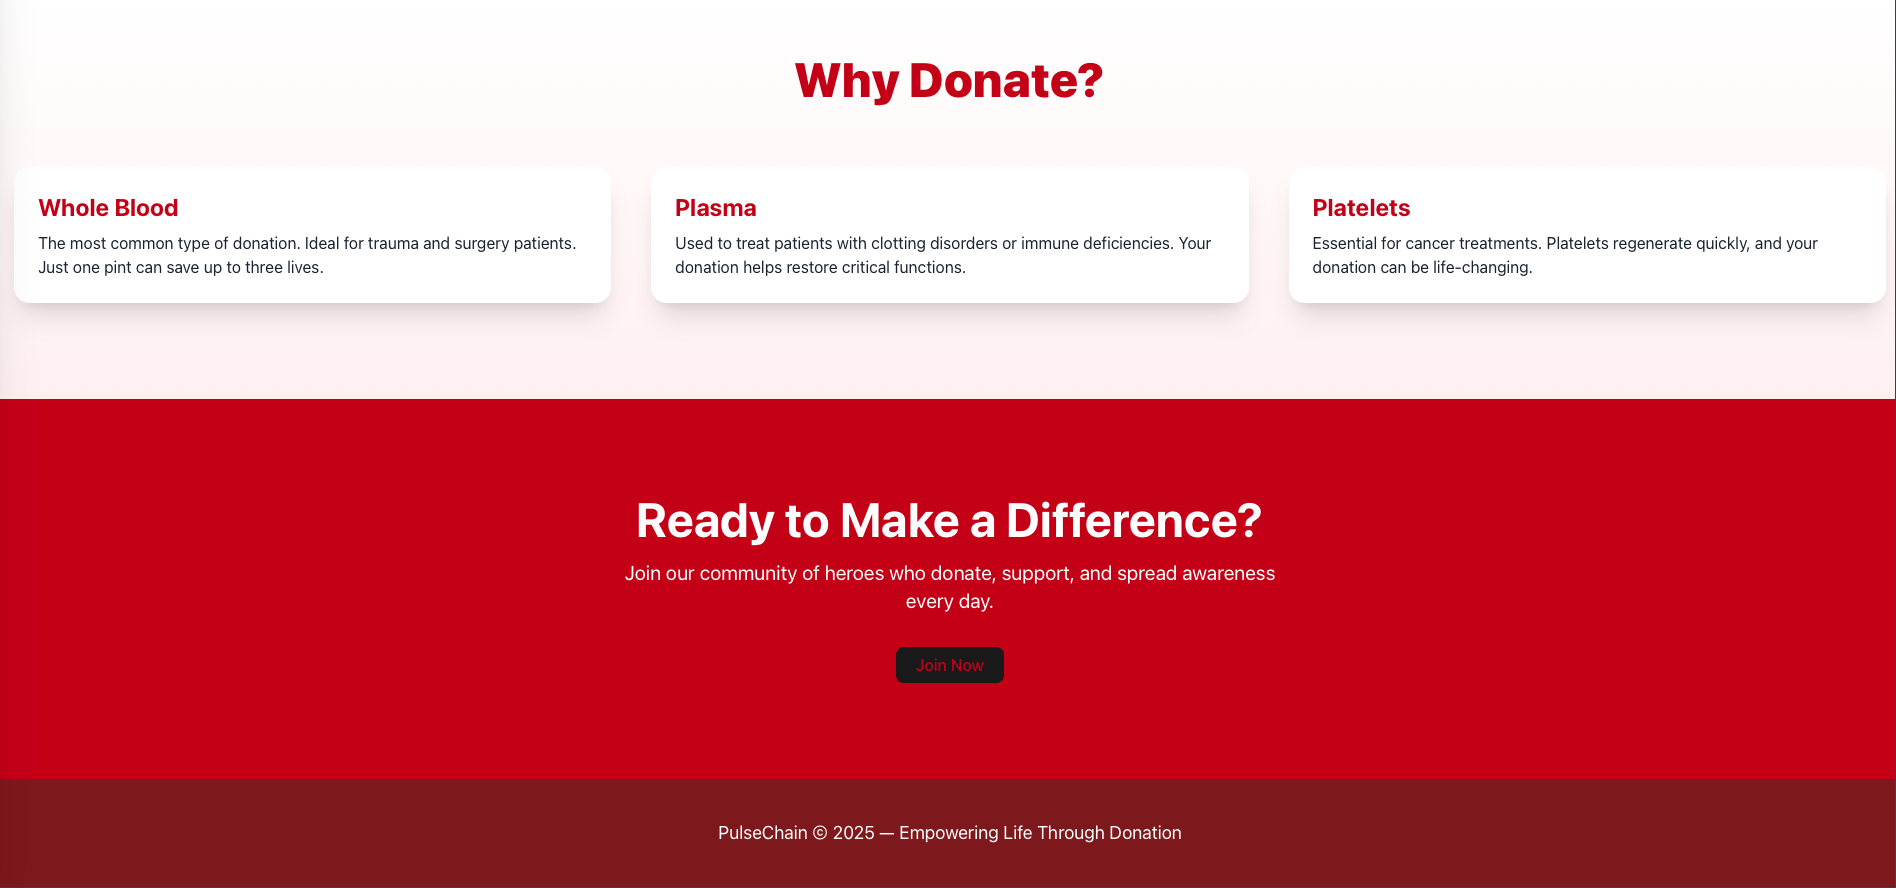 Why Donate?
Whole Blood
The most common type of donation. Ideal for trauma and surgery patients.
Just one pint can save up to three lives.
Plasma
Used to treat patients with clotting disorders or immune deficiencies. Your
donation helps restore critical functions.
Platelets
Essential for cancer treatments. Platelets regenerate quickly, and your
donation can be life-changing.
Ready to Make a Difference?
Join our community of heroes who donate, support, and spread awareness
every day.
Join Now
PulseChain © 2025 — Empowering Life Through Donation